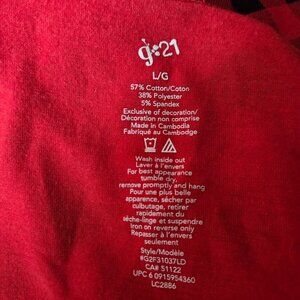 g:21
L/G
57% Cotton/Coton
38% Polyester
5% Spandex
Exclusive of decoration/
Décoration non comprise
Made in Cambodia
Fabriqué au Cambodge
Wash inside out
Laver à l'envers
For best appearance
tumble dry,
remove promptly and hang
Pour une plus belle
apparence, sécher par
culbutage, retirer
rapidement du
sèche-linge et suspendre
Iron on reverse only
Repasser à l'envers
seulement
Style/Modèle
#G2F31037LD
CA# 51122
UPC 6 0915954360
LC2886